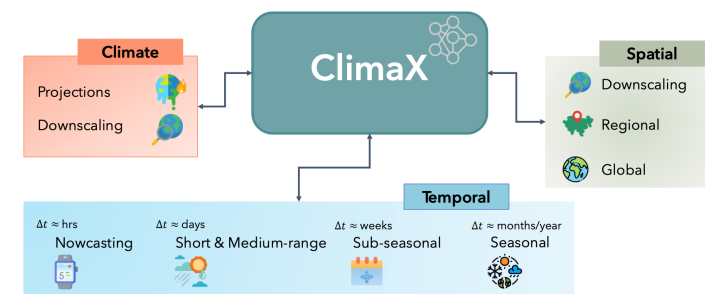 ClimaX
Climate
Projections
Downscaling
Spatial
Downscaling
Regional
Global
Temporal
Δt ≈ hrs
Nowcasting
Δt ≈ days
Short & Medium-range
Δt ≈ weeks
Sub-seasonal
Δt ≈ months/year
Seasonal
5